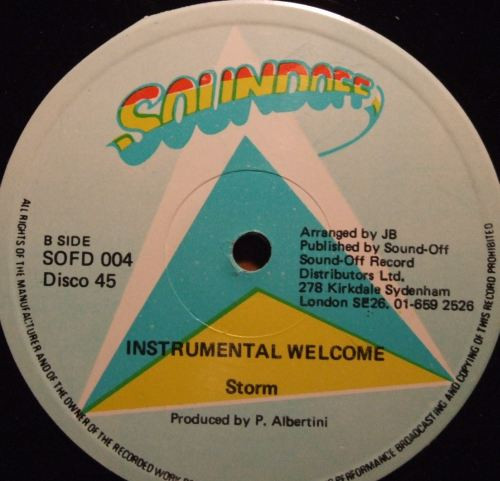 SOUNDOFF
B SIDE
SOFD 004
Disco 45
Arranged by JB
Published by Sound-Off
Sound-Off Record
Distributors Ltd.
278 Kirkdale Sydenham
London SE26. 01-659 2526
INSTRUMENTAL WELCOME
Storm
Produced by P. Albertini
ALL RIGHTS OF THE MANUFACTURER AND OF THE OWNER OF THE RECORDED WORK
PERFORMANCE BROADCASTING AND COPYING OF THIS RECORD PROHIBITED